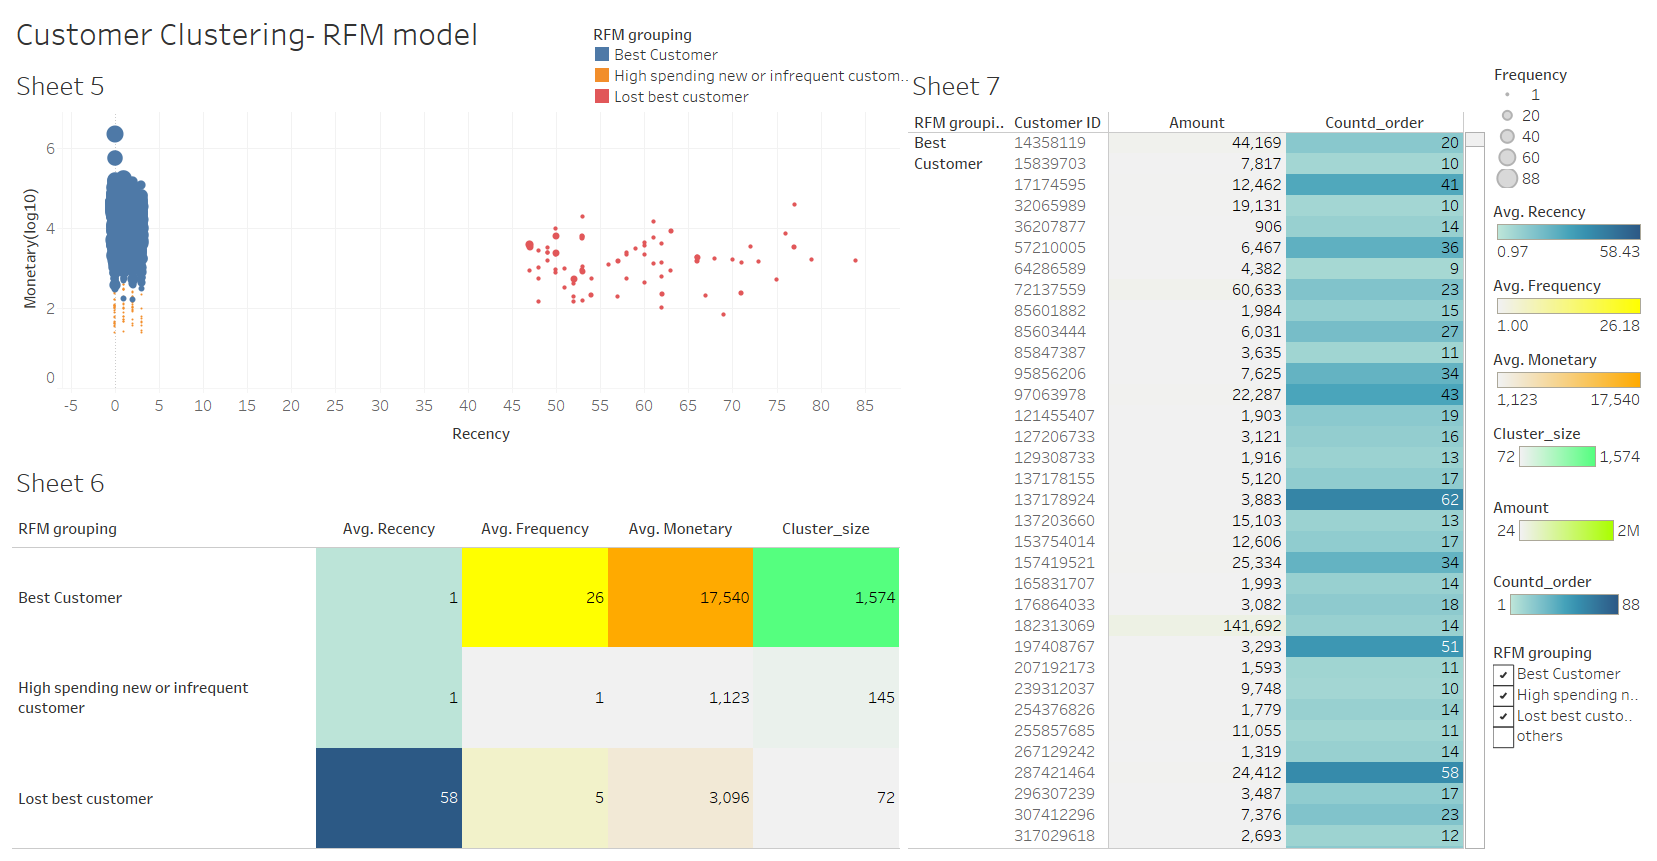 Customer Clustering- RFM model
RFM grouping
Best Customer
High spending new or infrequent custom..
Lost best customer
Sheet 5
Monetary(log10)
6
4
2
0
-5 0 5 10 15 20 25 30 35 40 45 50 55 60 65 70 75 80 85
Recency
Sheet 6
RFM grouping Avg. Recency Avg. Frequency Avg. Monetary Cluster_size
Best Customer 1 26 17,540 1,574
High spending new or infrequent
customer 1 1 1,123 145
Lost best customer 58 5 3,096 72
Sheet 7
RFM groupi.. Customer ID Amount Countd_order
Best 14358119 44,169 20
Customer 15839703 7,817 10
17174595 12,462 41
32065989 19,131 10
36207877 906 14
57210005 6,467 36
64286589 4,382 9
72137559 60,633 23
85601882 1,984 15
85603444 6,031 27
85847387 3,635 11
95856206 7,625 34
97063978 22,287 43
121455407 1,903 19
127206733 3,121 16
129308733 1,916 13
137178155 5,120 17
137178924 3,883 62
137203660 15,103 13
153754014 12,606 17
157419521 25,334 34
165831707 1,993 14
176864033 3,082 18
182313069 141,692 14
197408767 3,293 51
207192173 1,593 11
239312037 9,748 10
254376826 1,779 14
255857685 11,055 11
267129242 1,319 14
287421464 24,412 58
296307239 3,487 17
307412296 7,376 23
317029618 2,693 12
Frequency
1
20
40
60
88
Avg. Recency
0.97 58.43
Avg. Frequency
1.00 26.18
Avg. Monetary
1,123 17,540
Cluster_size
72 1,574
Amount
24 2M
Countd_order
1 88
RFM grouping
Best Customer
High spending n..
Lost best custo..
others